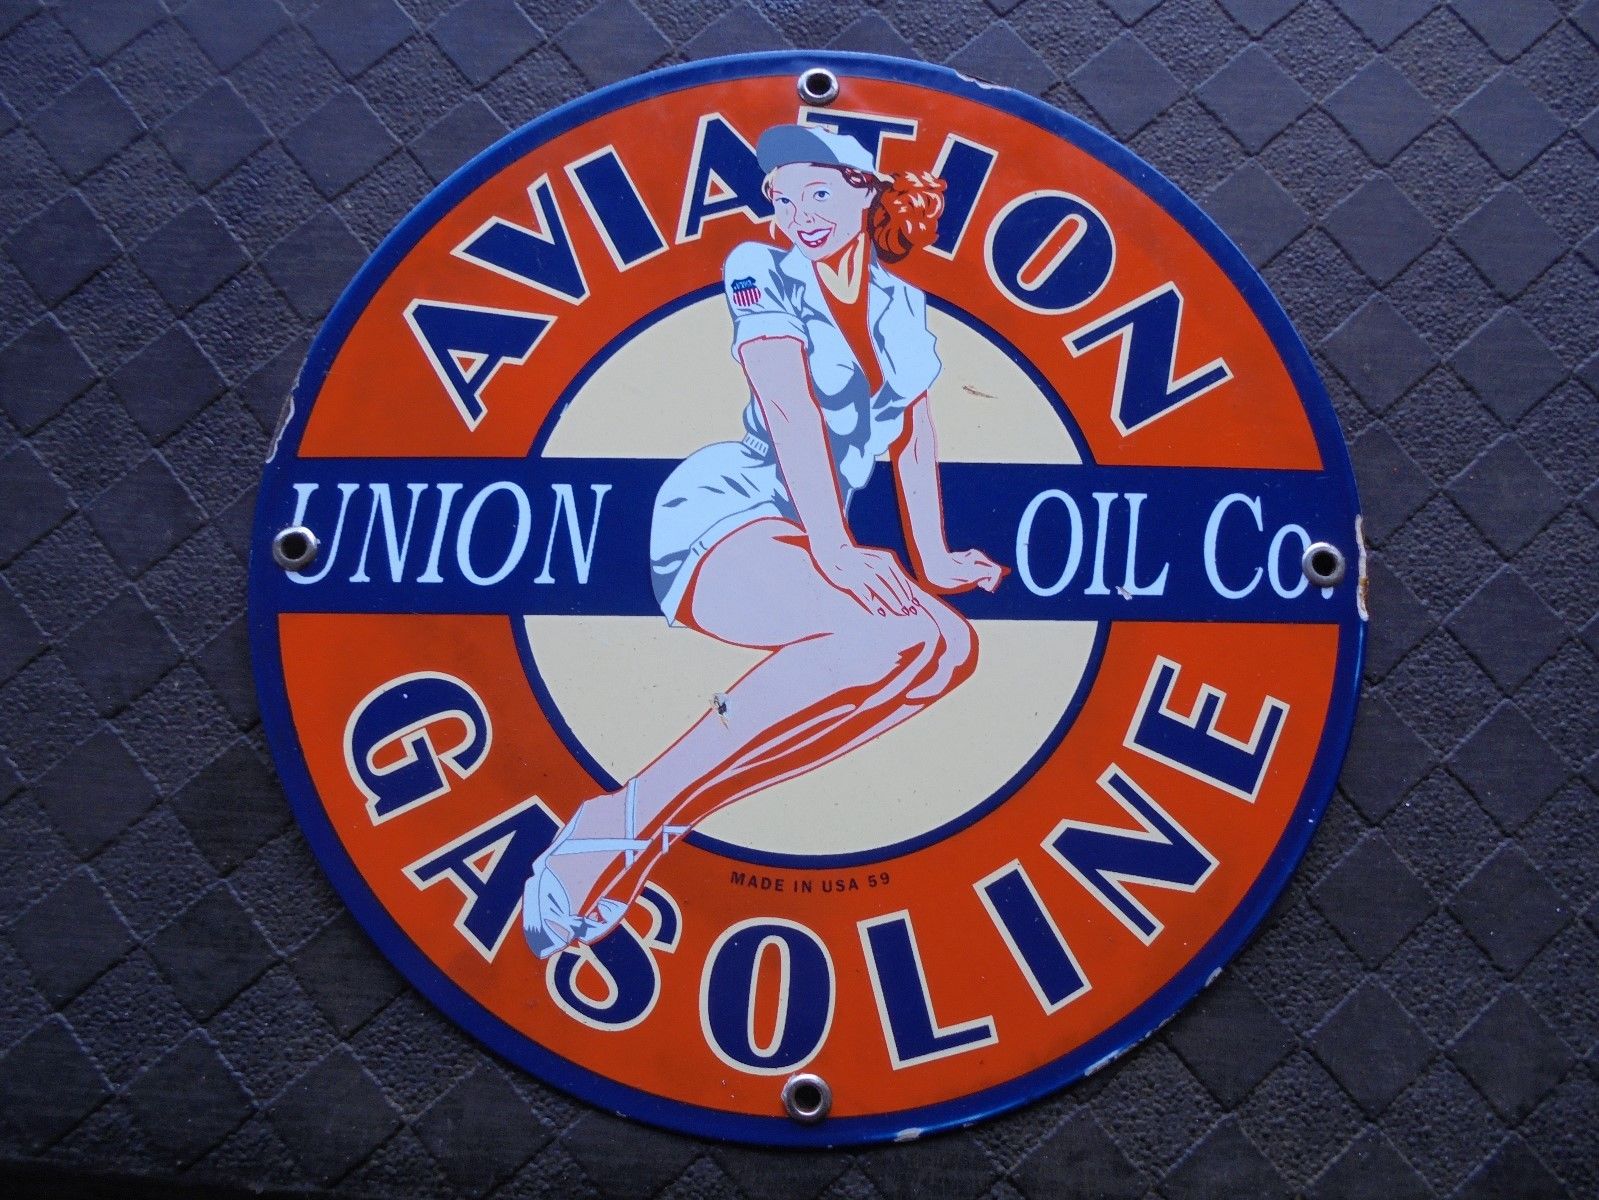 AVIATION
UNION OIL Co.
MADE IN USA 59
GASOLINE